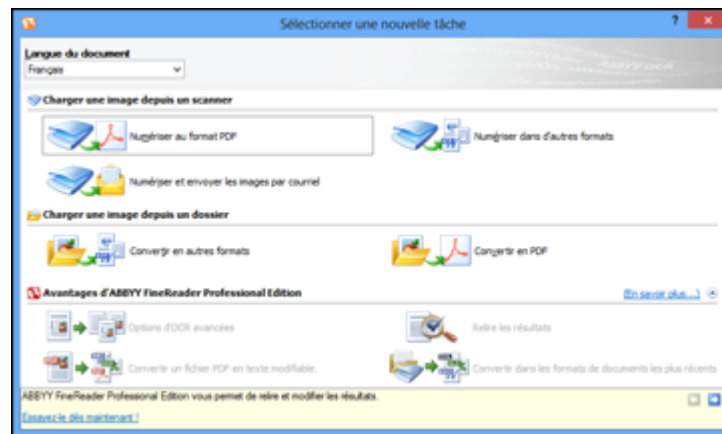 Sélectionner une nouvelle tâche
?
Langue du document
Français
ABBYY OCR
Charger une image depuis un scanner
Numériser au format PDF
Numériser dans d'autres formats
Numériser et envoyer les images par courriel
Charger une image depuis un dossier
Convertir en autres formats
Convertir en PDF
Avantages d'ABBYY FineReader Professional Edition
(En savoir plus...)
Options d'OCR avancées
Relire les résultats
Convertir un fichier PDF en texte modifiable.
Convertir dans les formats de documents les plus récents
ABBYY FineReader Professional Edition vous permet de relire et modifier les résultats.
Essayez-le dès maintenant !